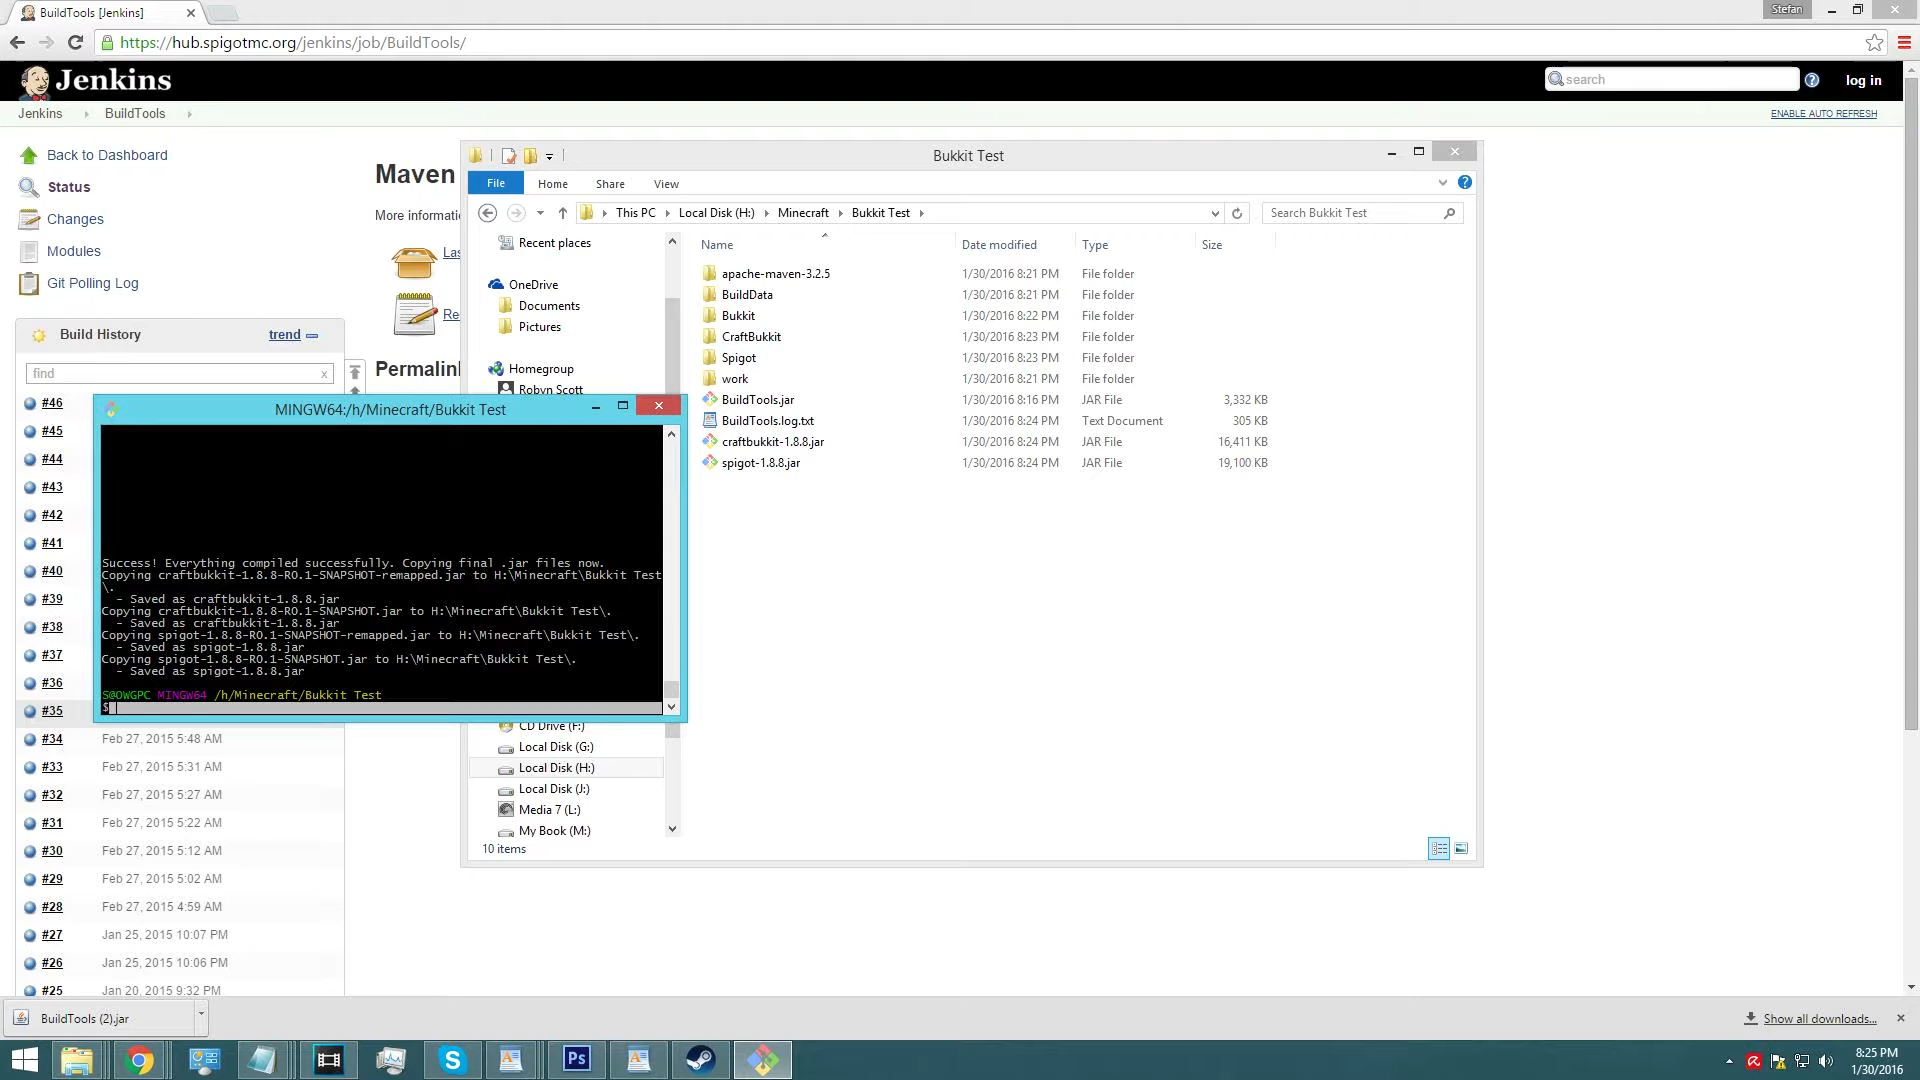 BuildTools [Jenkins]
Stefan
https://hub.spigotmc.org/jenkins/job/BuildTools/
Jenkins
search
log in
Jenkins
BuildTools
ENABLE AUTO REFRESH
Back to Dashboard
Status
Changes
Modules
Git Polling Log
Build History
trend
find
x
#46
#45
#44
#43
#42
#41
#40
#39
#38
#37
#36
#35
#34 Feb 27, 2015 5:48 AM
#33 Feb 27, 2015 5:31 AM
#32 Feb 27, 2015 5:27 AM
#31 Feb 27, 2015 5:22 AM
#30 Feb 27, 2015 5:12 AM
#29 Feb 27, 2015 5:02 AM
#28 Feb 27, 2015 4:59 AM
#27 Jan 25, 2015 10:07 PM
#26 Jan 25, 2015 10:06 PM
#25 Jan 20, 2015 9:32 PM
Maven
More informati
Las
Re
Permalin
Bukkit Test
File
Home
Share
View
This PC
Local Disk (H:)
Minecraft
Bukkit Test
Search Bukkit Test
Recent places
OneDrive
Documents
Pictures
Homegroup
Robyn Scott
CD Drive (F:)
Local Disk (G:)
Local Disk (H:)
Local Disk (J:)
Media 7 (L:)
My Book (M:)
Name Date modified Type Size
apache-maven-3.2.5 1/30/2016 8:21 PM File folder
BuildData 1/30/2016 8:21 PM File folder
Bukkit 1/30/2016 8:22 PM File folder
CraftBukkit 1/30/2016 8:23 PM File folder
Spigot 1/30/2016 8:23 PM File folder
work 1/30/2016 8:21 PM File folder
BuildTools.jar 1/30/2016 8:16 PM JAR File 3,332 KB
BuildTools.log.txt 1/30/2016 8:24 PM Text Document 305 KB
craftbukkit-1.8.8.jar 1/30/2016 8:24 PM JAR File 16,411 KB
spigot-1.8.8.jar 1/30/2016 8:24 PM JAR File 19,100 KB
10 items
MINGW64:/h/Minecraft/Bukkit Test
Success! Everything compiled successfully. Copying final .jar files now.
Copying craftbukkit-1.8.8-R0.1-SNAPSHOT-remapped.jar to H:\Minecraft\Bukkit Test
\.
- Saved as craftbukkit-1.8.8.jar
Copying craftbukkit-1.8.8-R0.1-SNAPSHOT.jar to H:\Minecraft\Bukkit Test\.
- Saved as craftbukkit-1.8.8.jar
Copying spigot-1.8.8-R0.1-SNAPSHOT-remapped.jar to H:\Minecraft\Bukkit Test\.
- Saved as spigot-1.8.8.jar
Copying spigot-1.8.8-R0.1-SNAPSHOT.jar to H:\Minecraft\Bukkit Test\.
- Saved as spigot-1.8.8.jar
S@OWGPC MINGW64 /h/Minecraft/Bukkit Test
$
BuildTools (2).jar
Show all downloads...
Ps
8:25 PM
1/30/2016